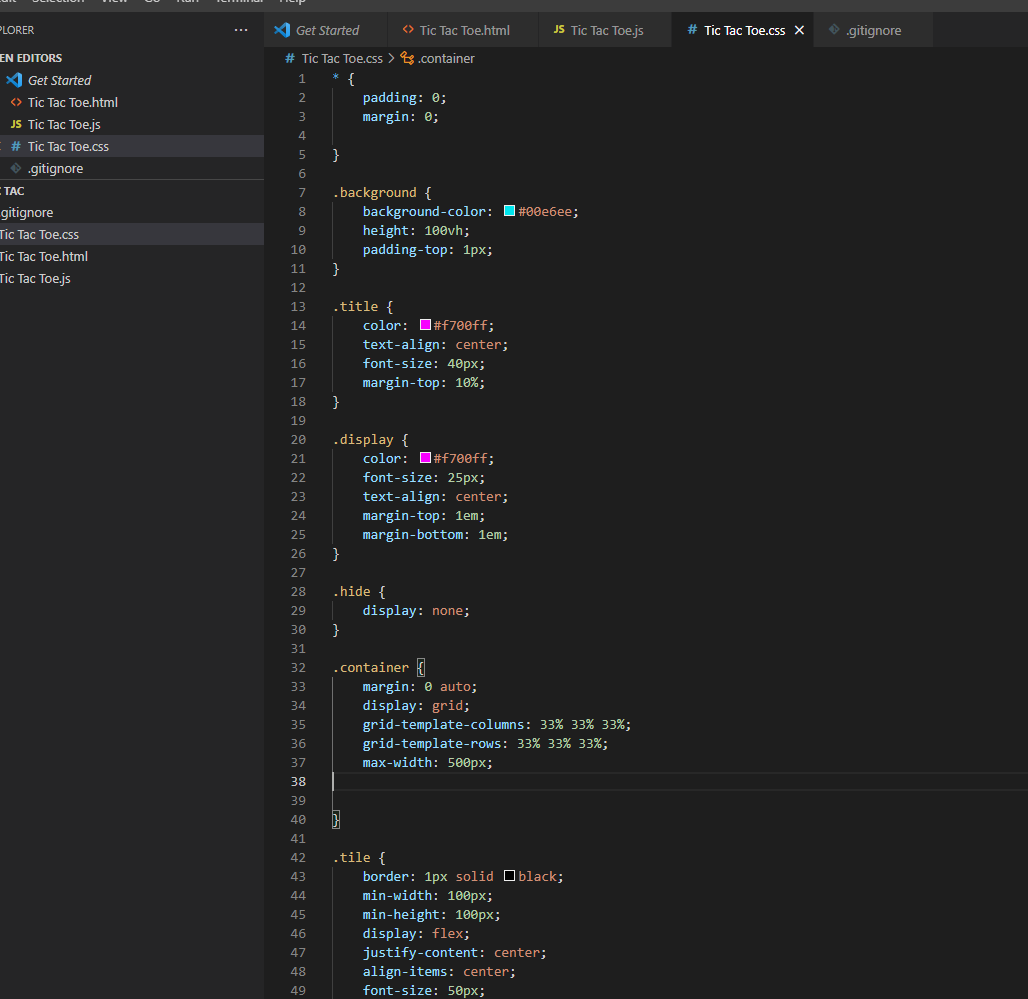 Selection View Go Run Terminal Help
PLORER ...
EN EDITORS
Get Started
Tic Tac Toe.html
JS Tic Tac Toe.js
# Tic Tac Toe.css
.gitignore
TAC
gitignore
Tic Tac Toe.css
Tic Tac Toe.html
Tic Tac Toe.js
Get Started <> Tic Tac Toe.html JS Tic Tac Toe.js # Tic Tac Toe.css × .gitignore
# Tic Tac Toe.css > .container
1 * {
2 padding: 0;
3 margin: 0;
4
5 }
6
7 .background {
8 background-color: #00e6ee;
9 height: 100vh;
10 padding-top: 1px;
11 }
12
13 .title {
14 color: #f700ff;
15 text-align: center;
16 font-size: 40px;
17 margin-top: 10%;
18 }
19
20 .display {
21 color: #f700ff;
22 font-size: 25px;
23 text-align: center;
24 margin-top: 1em;
25 margin-bottom: 1em;
26 }
27
28 .hide {
29 display: none;
30 }
31
32 .container {
33 margin: 0 auto;
34 display: grid;
35 grid-template-columns: 33% 33% 33%;
36 grid-template-rows: 33% 33% 33%;
37 max-width: 500px;
38
39
40 }
41
42 .tile {
43 border: 1px solid black;
44 min-width: 100px;
45 min-height: 100px;
46 display: flex;
47 justify-content: center;
48 align-items: center;
49 font-size: 50px;